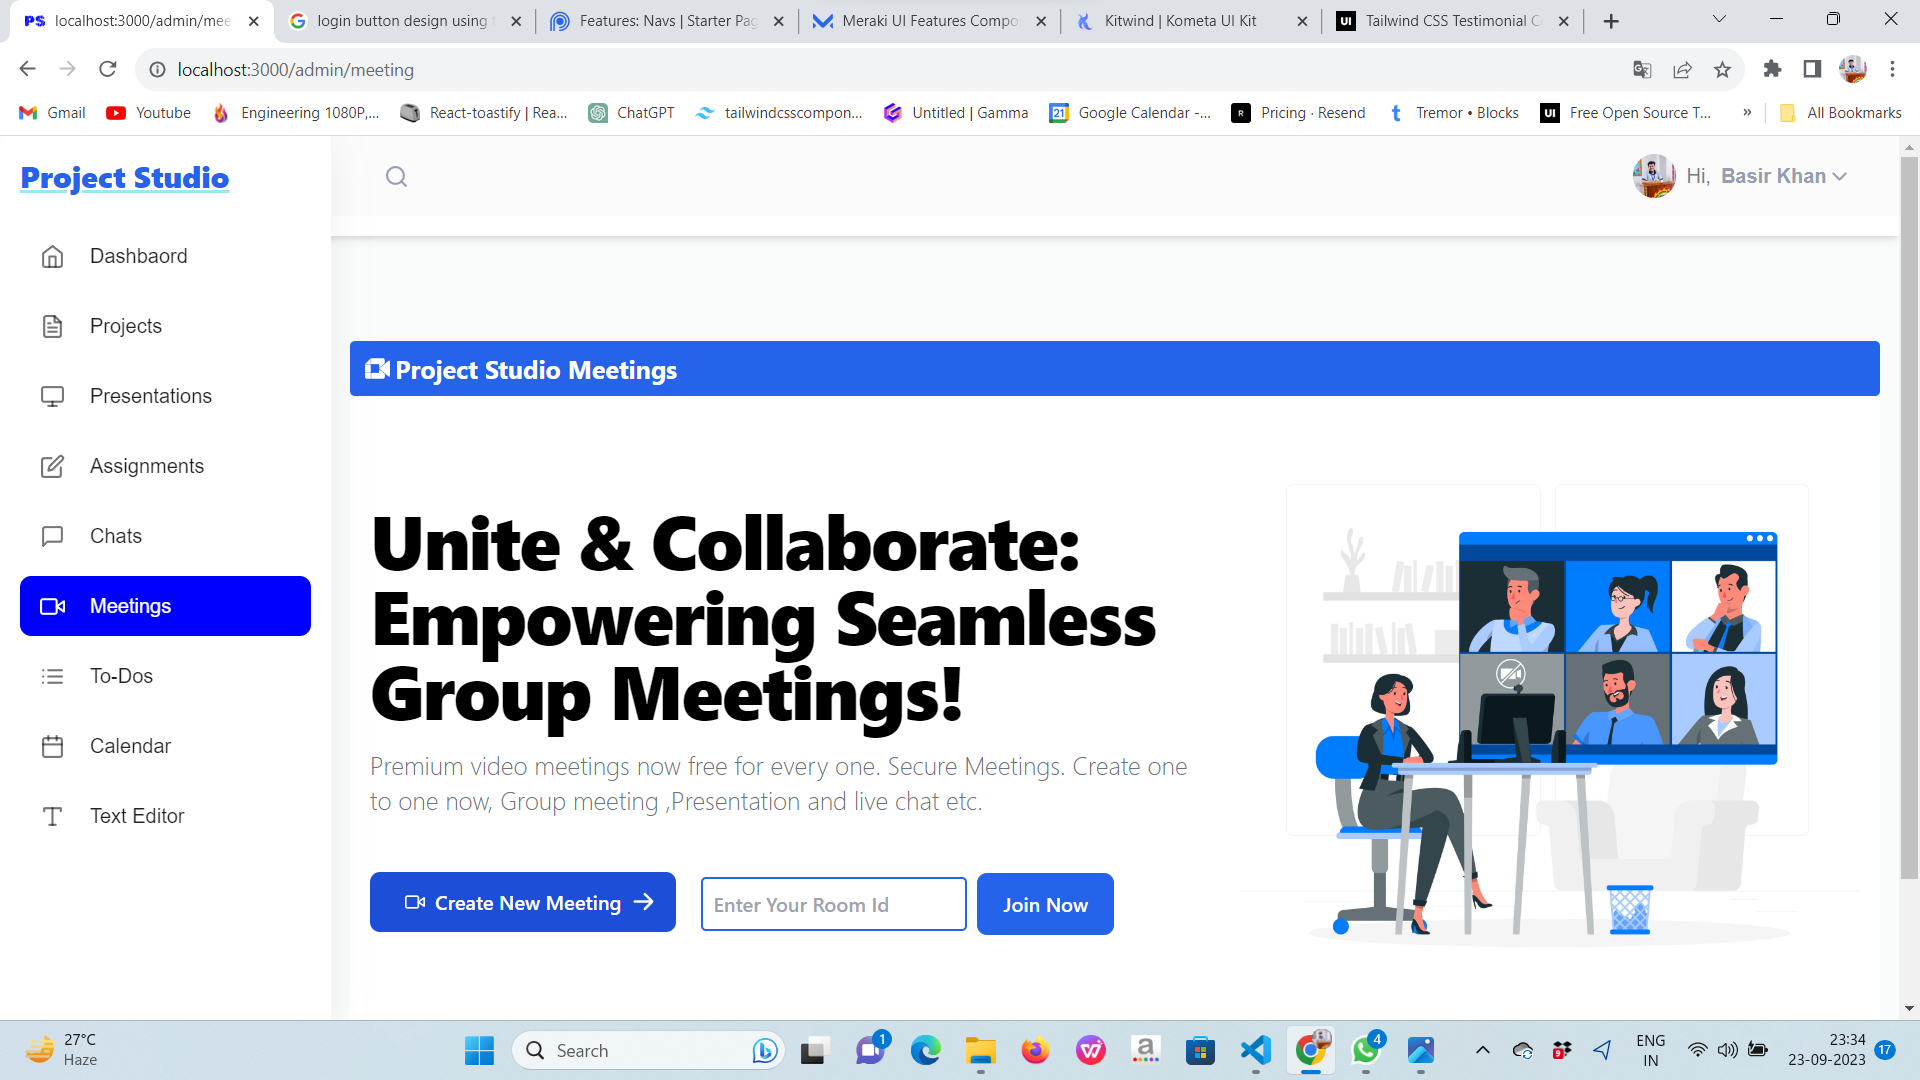 PS localhost:3000/admin/mee
login button design using
Features: Navs | Starter Pag
Meraki UI Features Compo
Kitwind | Kometa UI Kit
UI Tailwind CSS Testimonial C
localhost:3000/admin/meeting
Gmail
Youtube
Engineering 1080P,...
React-toastify | Rea...
ChatGPT
tailwindcsscompon...
Untitled | Gamma
Google Calendar -...
Pricing · Resend
Tremor • Blocks
UI Free Open Source T...
»
All Bookmarks
Project Studio
Hi, Basir Khan
Dashbaord
Projects
Presentations
Assignments
Chats
Meetings
To-Dos
Calendar
Text Editor
Project Studio Meetings
Unite & Collaborate:
Empowering Seamless
Group Meetings!
Premium video meetings now free for every one. Secure Meetings. Create one
to one now, Group meeting ,Presentation and live chat etc.
Create New Meeting
Enter Your Room Id
Join Now
27°C
Haze
Search
1
4
9
ENG
IN
23:34
23-09-2023
17